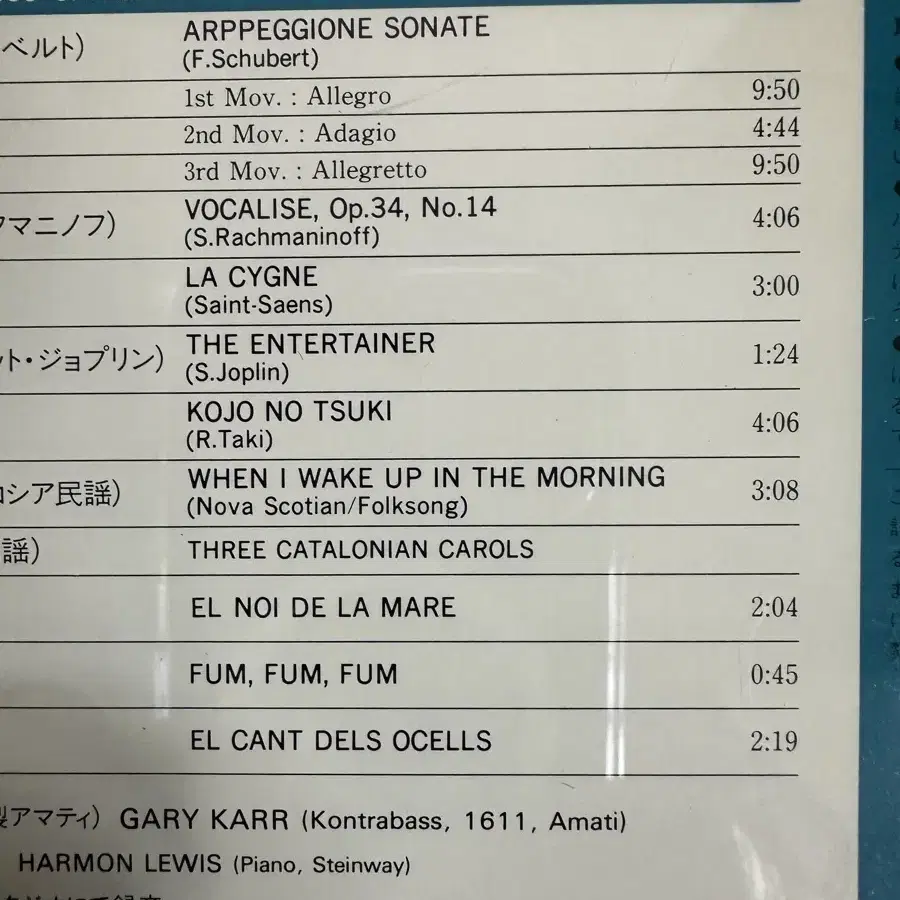 ベルト)
ARPPEGGIONE SONATE
(F.Schubert)
1st Mov. : Allegro 9:50
2nd Mov. : Adagio 4:44
3rd Mov. : Allegretto 9:50
マニノフ)
VOCALISE, Op.34, No.14 4:06
(S.Rachmaninoff)
LA CYGNE 3:00
(Saint-Saens)
ット・ジョプリン)
THE ENTERTAINER 1:24
(S.Joplin)
KOJO NO TSUKI 4:06
(R.Taki)
コシア民謡)
WHEN I WAKE UP IN THE MORNING 3:08
(Nova Scotian/Folksong)
謡)
THREE CATALONIAN CAROLS
EL NOI DE LA MARE 2:04
FUM, FUM, FUM 0:45
EL CANT DELS OCELLS 2:19
製アマティ) GARY KARR (Kontrabass, 1611, Amati)
HARMON LEWIS (Piano, Steinway)